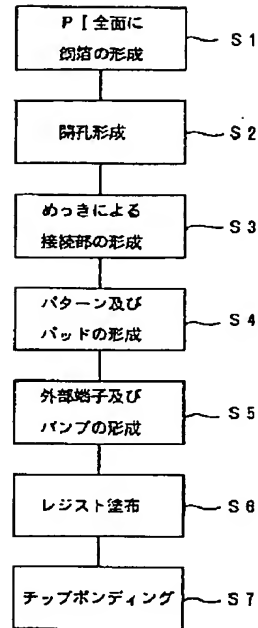 PI全面に
銅箔の形成
S1
開孔形成
S2
めっきによる
接続部の形成
S3
パターン及び
パッドの形成
S4
外部端子及び
バンプの形成
S5
レジスト塗布
S6
チップボンディング
S7